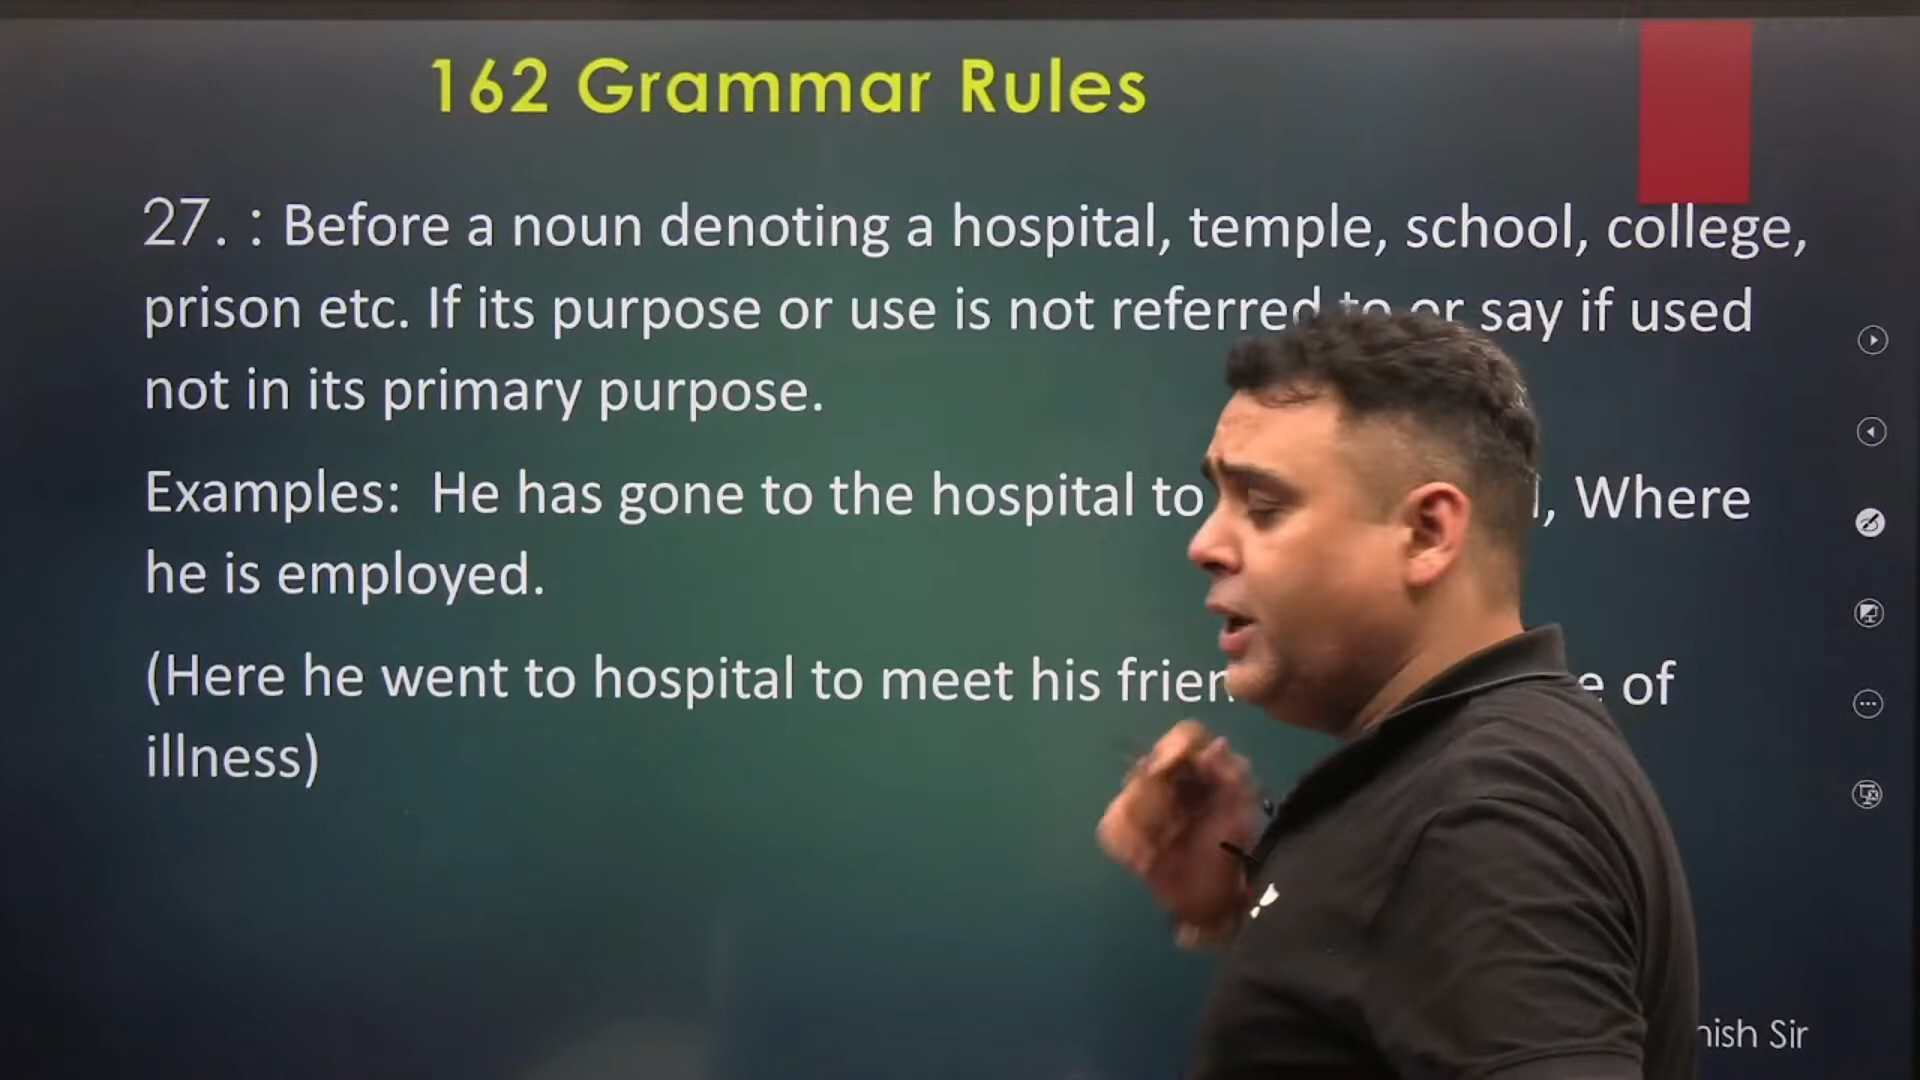 162 Grammar Rules
27. : Before a noun denoting a hospital, temple, school, college,
prison etc. If its purpose or use is not referred to or say if used
not in its primary purpose.
Examples: He has gone to the hospital to , Where
he is employed.
(Here he went to hospital to meet his of
illness)
Sir